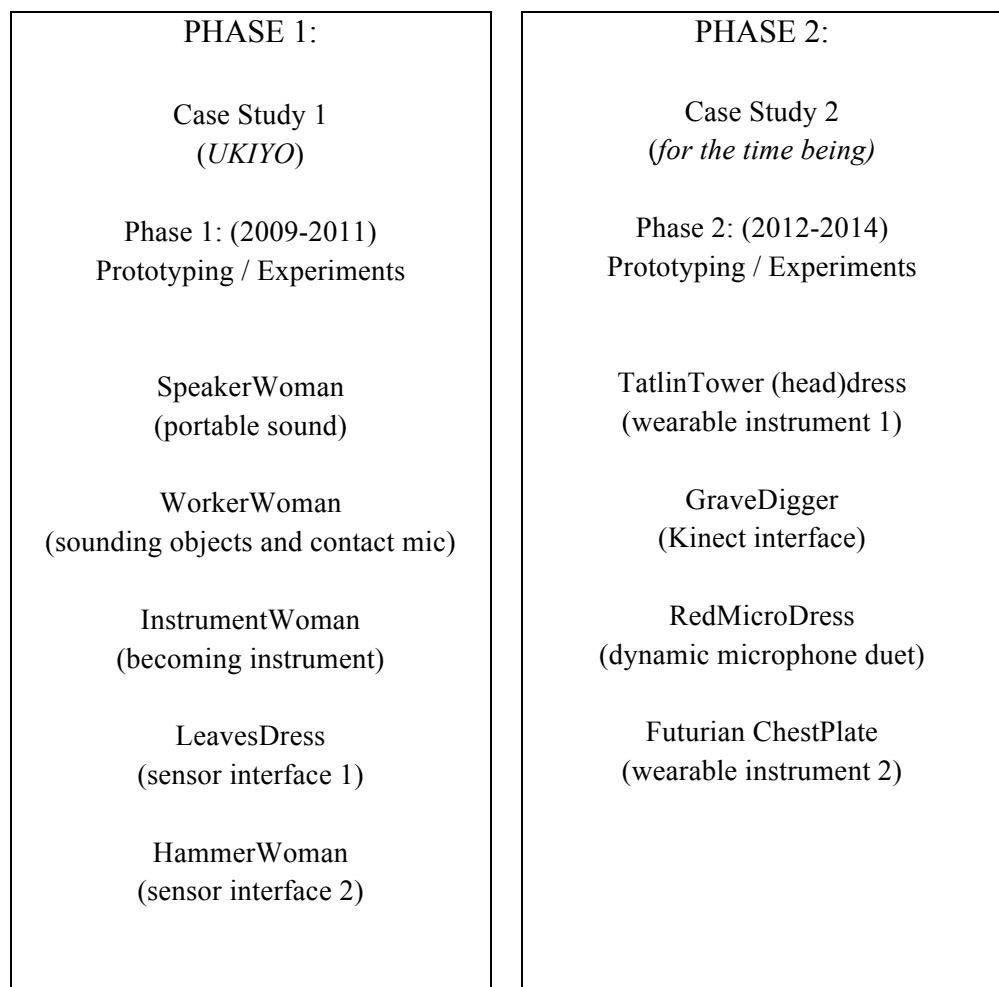 PHASE 1:
Case Study 1
(UKIYO)
Phase 1: (2009-2011)
Prototyping / Experiments
SpeakerWoman
(portable sound)
WorkerWoman
(sounding objects and contact mic)
InstrumentWoman
(becoming instrument)
LeavesDress
(sensor interface 1)
HammerWoman
(sensor interface 2)
PHASE 2:
Case Study 2
(for the time being)
Phase 2: (2012-2014)
Prototyping / Experiments
TatlinTower (head)dress
(wearable instrument 1)
GraveDigger
(Kinect interface)
RedMicroDress
(dynamic microphone duet)
Futurian ChestPlate
(wearable instrument 2)